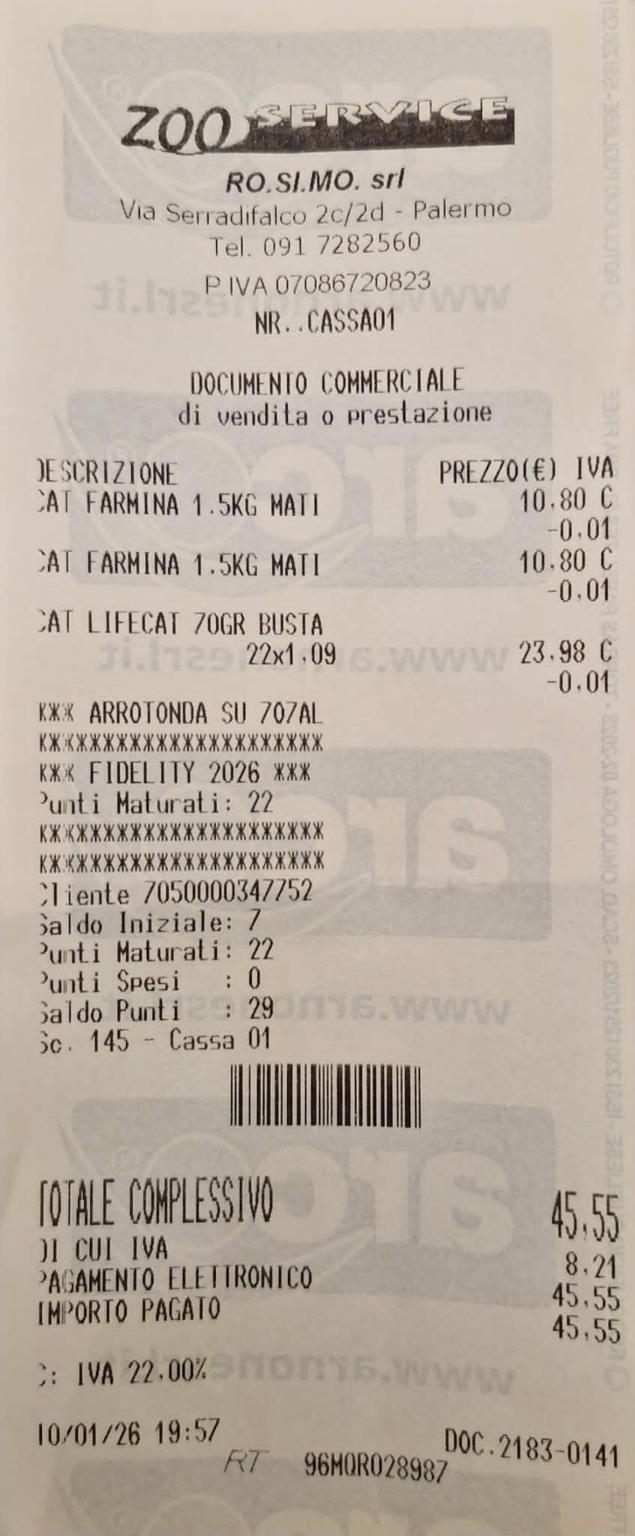 ZOO SERVICE
RO.SI.MO. srl
Via Serradifalco 2c/2d - Palermo
Tel. 091 7282560
P.IVA 07086720823
NR..CASSA01
DOCUMENTO COMMERCIALE
di vendita o prestazione
DESCRIZIONE PREZZO(€) IVA
CAT FARMINA 1.5KG MATI 10,80 C
-0,01
CAT FARMINA 1.5KG MATI 10,80 C
-0,01
CAT LIFECAT 70GR BUSTA
22x1,09 23,98 C
-0,01
*** ARROTONDA SU 707AL
**********************
*** FIDELITY 2026 ***
Punti Maturati: 22
**********************
**********************
Cliente 7050000347752
Saldo Iniziale: 7
Punti Maturati: 22
Punti Spesi : 0
Saldo Punti : 29
Sc. 145 - Cassa 01
TOTALE COMPLESSIVO 45,55
DI CUI IVA 8,21
PAGAMENTO ELETTRONICO 45,55
IMPORTO PAGATO 45,55
C: IVA 22,00%
10/01/26 19:57 DOC.2183-0141
RT 96MOR028987